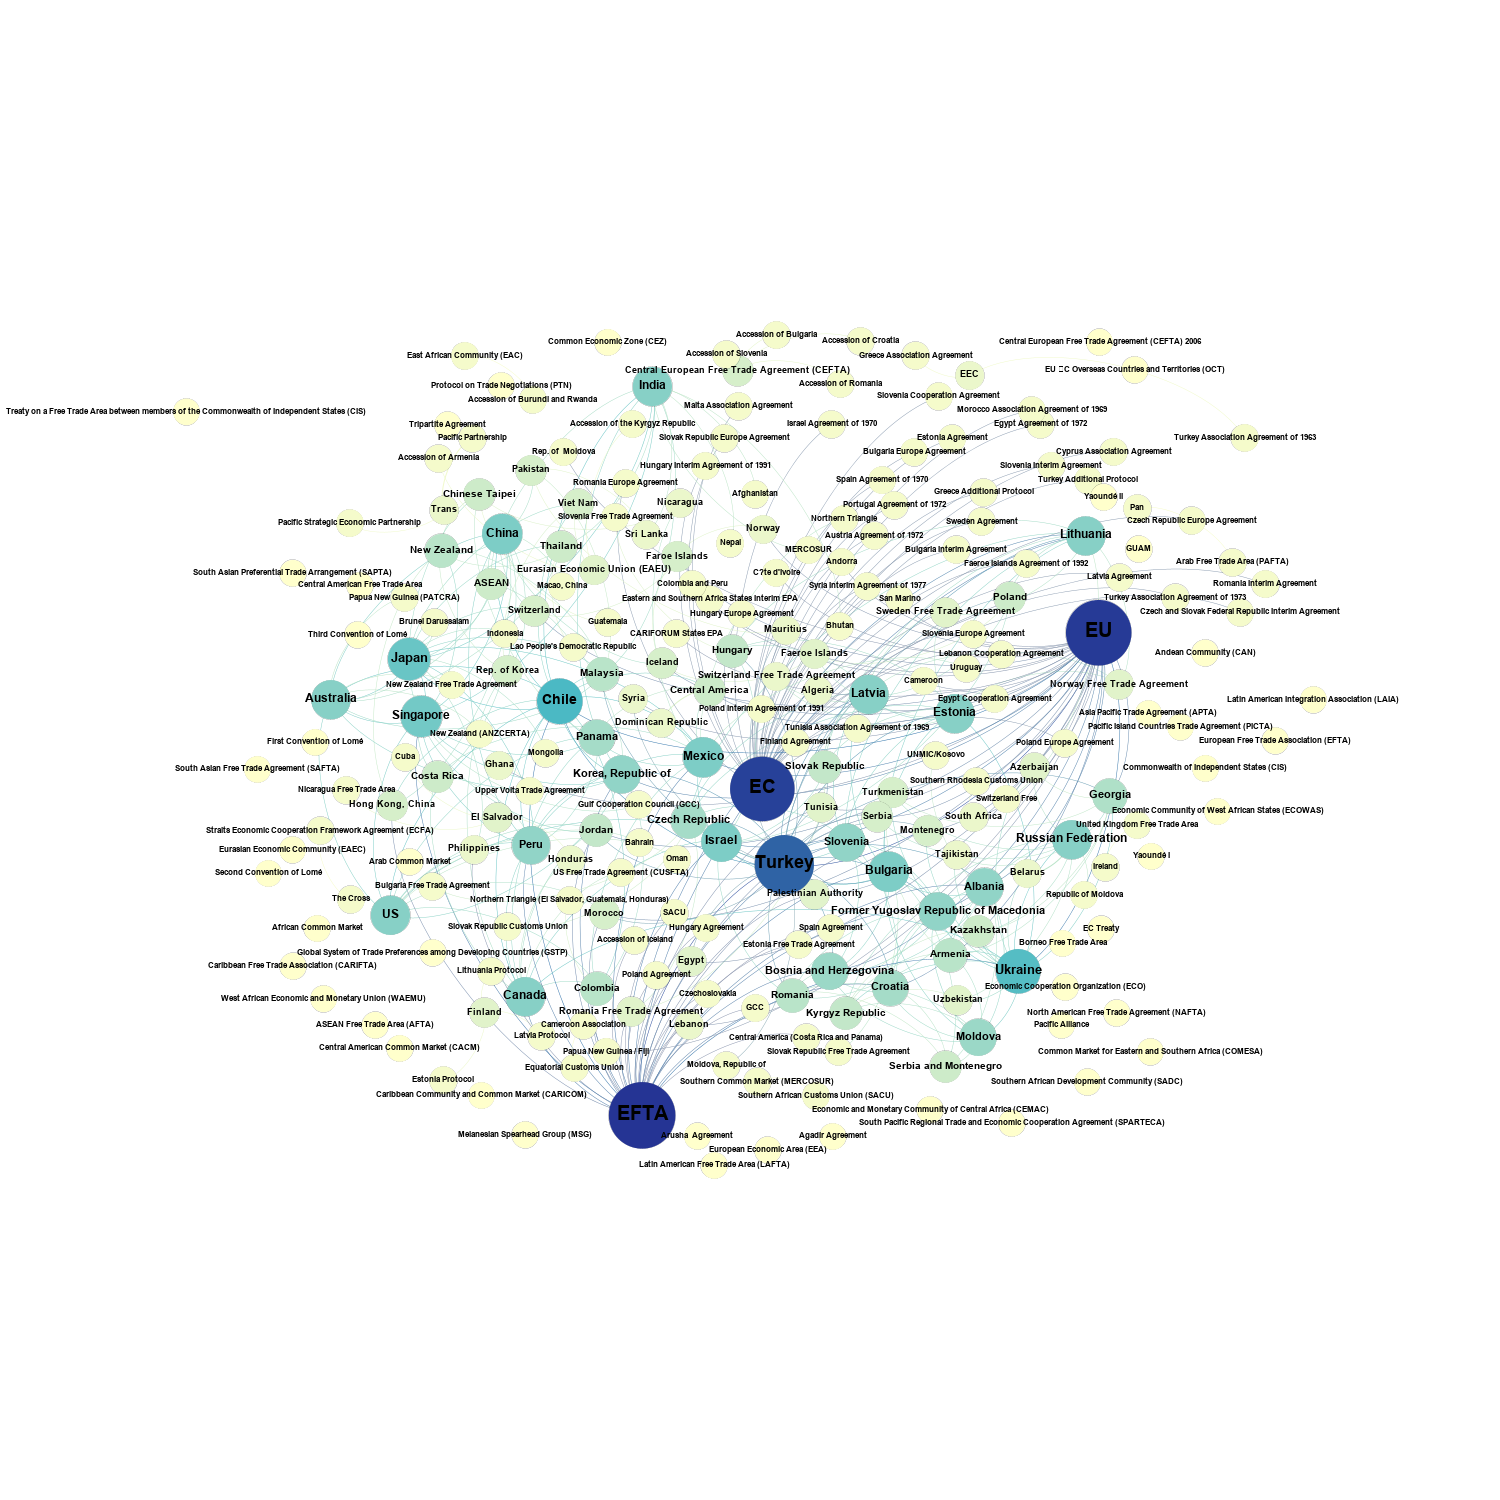 Accession of Bulgaria
Common Economic Zone (CEZ)
Accession of Croatia
Central European Free Trade Agreement (CEFTA) 2006
East African Community (EAC)
Accession of Slovenia
Greece Association Agreement
Central European Free Trade Agreement (CEFTA)
EEC
EU  EC Overseas Countries and Territories (OCT)
Protocol on Trade Negotiations (PTN)
India
Accession of Romania
Accession of Burundi and Rwanda
Slovenia Cooperation Agreement
Treaty on a Free Trade Area between members of the Commonwealth of Independent States (CIS)
Malta Association Agreement
Morocco Association Agreement of 1969
Tripartite Agreement
Accession of the Kyrgyz Republic
Israel Agreement of 1970
Egypt Agreement of 1972
Pacific Partnership
Slovak Republic Europe Agreement
Estonia Agreement
Turkey Association Agreement of 1963
Accession of Armenia
Rep. of Moldova
Bulgaria Europe Agreement
Cyprus Association Agreement
Hungary Interim Agreement of 1991
Slovenia Interim Agreement
Pakistan
Romania Europe Agreement
Spain Agreement of 1970
Turkey Additional Protocol
Chinese Taipei
Afghanistan
Greece Additional Protocol
Yaoundé II
Trans
Viet Nam
Nicaragua
Portugal Agreement of 1972
Pan
Pacific Strategic Economic Partnership
Slovenia Free Trade Agreement
Northern Triangle
Sweden Agreement
Czech Republic Europe Agreement
China
Sri Lanka
Norway
Austria Agreement of 1972
Lithuania
New Zealand
Thailand
Nepal
MERCOSUR
Bulgaria Interim Agreement
GUAM
Faroe Islands
Andorra
Faeroe Islands Agreement of 1992
Arab Free Trade Area (PAFTA)
South Asian Preferential Trade Arrangement (SAPTA)
Eurasian Economic Union (EAEU)
C?te d'Ivoire
Latvia Agreement
Central American Free Trade Area
ASEAN
Macao, China
Colombia and Peru
Syria Interim Agreement of 1977
Romania Interim Agreement
Papua New Guinea (PATCRA)
Eastern and Southern Africa States Interim EPA
San Marino
Poland
Turkey Association Agreement of 1973
Switzerland
Hungary Europe Agreement
Sweden Free Trade Agreement
Czech and Slovak Federal Republic Interim Agreement
Brunei Darussalam
Guatemala
Bhutan
Third Convention of Lomé
Indonesia
CARIFORUM States EPA
Mauritius
Slovenia Europe Agreement
EU
Lao People's Democratic Republic
Hungary
Faeroe Islands
Lebanon Cooperation Agreement
Andean Community (CAN)
Japan
Rep. of Korea
Iceland
Uruguay
Malaysia
Switzerland Free Trade Agreement
Cameroon
New Zealand Free Trade Agreement
Central America
Algeria
Norway Free Trade Agreement
Australia
Chile
Syria
Latvia
Egypt Cooperation Agreement
Latin American Integration Association (LAIA)
Singapore
Poland Interim Agreement of 1991
Estonia
Asia Pacific Trade Agreement (APTA)
Dominican Republic
Tunisia Association Agreement of 1969
Pacific Island Countries Trade Agreement (PICTA)
New Zealand (ANZCERTA)
Panama
First Convention of Lomé
Finland Agreement
Poland Europe Agreement
European Free Trade Association (EFTA)
Cuba
Mongolia
Mexico
UNMIC/Kosovo
South Asian Free Trade Agreement (SAFTA)
Ghana
Slovak Republic
Azerbaijan
Commonwealth of Independent States (CIS)
Costa Rica
Korea, Republic of
Southern Rhodesia Customs Union
Nicaragua Free Trade Area
Upper Volta Trade Agreement
EC
Turkmenistan
Georgia
Hong Kong, China
Gulf Cooperation Council (GCC)
Tunisia
Switzerland Free
Economic Community of West African States (ECOWAS)
El Salvador
Czech Republic
Serbia
South Africa
United Kingdom Free Trade Area
Straits Economic Cooperation Framework Agreement (ECFA)
Jordan
Montenegro
Russian Federation
Eurasian Economic Community (EAEC)
Philippines
Peru
Bahrain
Israel
Slovenia
Tajikistan
Yaoundé I
Arab Common Market
Honduras
Oman
Turkey
Ireland
Second Convention of Lomé
US Free Trade Agreement (CUSFTA)
Bulgaria
Belarus
Bulgaria Free Trade Agreement
Palestinian Authority
Albania
Republic of Moldova
The Cross
Northern Triangle (El Salvador, Guatemala, Honduras)
US
Morocco
SACU
Former Yugoslav Republic of Macedonia
African Common Market
Slovak Republic Customs Union
Hungary Agreement
Spain Agreement
Kazakhstan
EC Treaty
Accession of Iceland
Estonia Free Trade Agreement
Borneo Free Trade Area
Global System of Trade Preferences among Developing Countries (GSTP)
Armenia
Caribbean Free Trade Association (CARIFTA)
Lithuania Protocol
Poland Agreement
Egypt
Bosnia and Herzegovina
Ukraine
Canada
Colombia
Czechoslovakia
Romania
Croatia
Economic Cooperation Organization (ECO)
West African Economic and Monetary Union (WAEMU)
Uzbekistan
Finland
Romania Free Trade Agreement
GCC
Kyrgyz Republic
North American Free Trade Agreement (NAFTA)
ASEAN Free Trade Area (AFTA)
Cameroon Association
Lebanon
Pacific Alliance
Latvia Protocol
Central America (Costa Rica and Panama)
Moldova
Central American Common Market (CACM)
Papua New Guinea / Fiji
Slovak Republic Free Trade Agreement
Common Market for Eastern and Southern Africa (COMESA)
Equatorial Customs Union
Moldova, Republic of
Serbia and Montenegro
Estonia Protocol
Southern Common Market (MERCOSUR)
Southern African Development Community (SADC)
Caribbean Community and Common Market (CARICOM)
Southern African Customs Union (SACU)
EFTA
Economic and Monetary Community of Central Africa (CEMAC)
South Pacific Regional Trade and Economic Cooperation Agreement (SPARTECA)
Melanesian Spearhead Group (MSG)
Arusha  Agreement
Agadir Agreement
European Economic Area (EEA)
Latin American Free Trade Area (LAFTA)